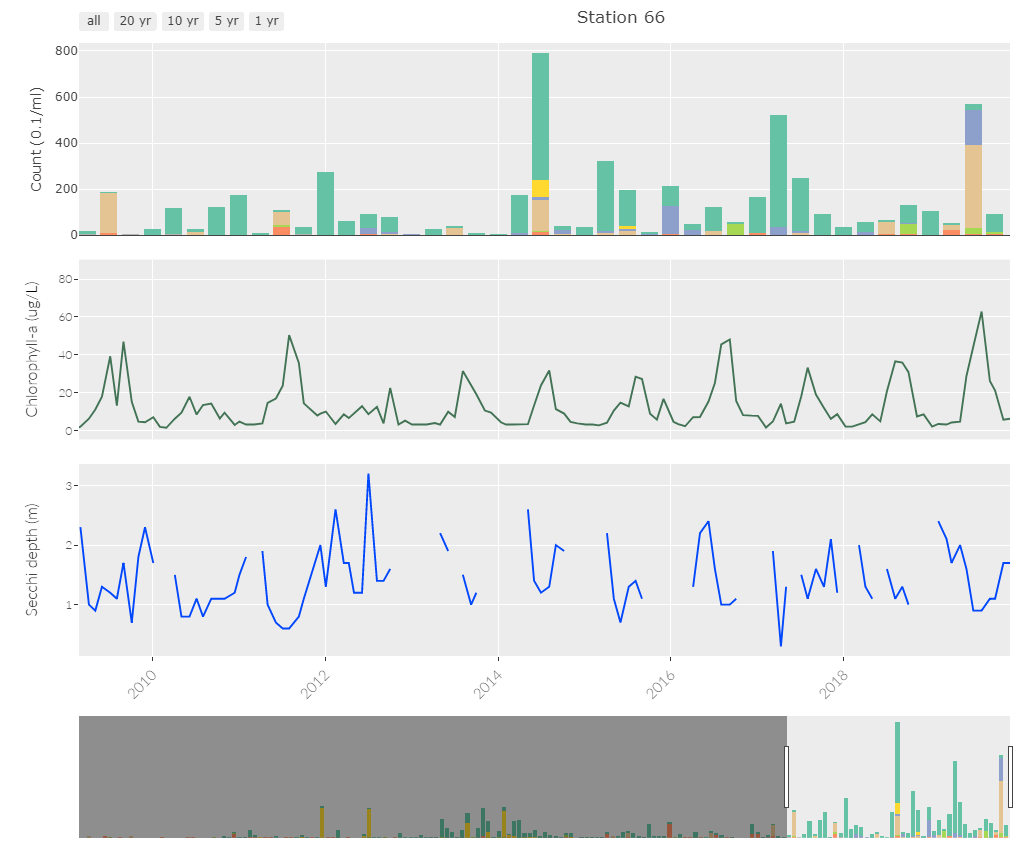 all 20 yr 10 yr 5 yr 1 yr
Station 66
Count (0.1/ml)
800
600
400
200
0
Chlorophyll-a (ug/L)
80
60
40
20
0
Secchi depth (m)
3
2
1
2010 2012 2014 2016 2018